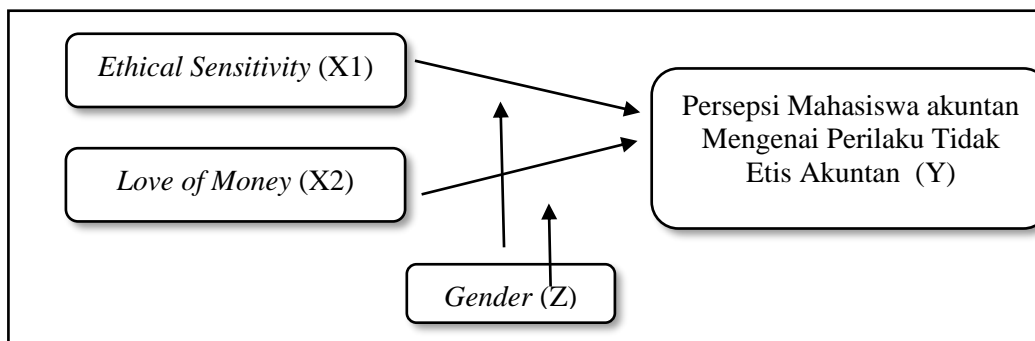 Ethical Sensitivity (X1)
Persepsi Mahasiswa akuntan
Mengenai Perilaku Tidak
Etis Akuntan (Y)
Love of Money (X2)
Gender (Z)